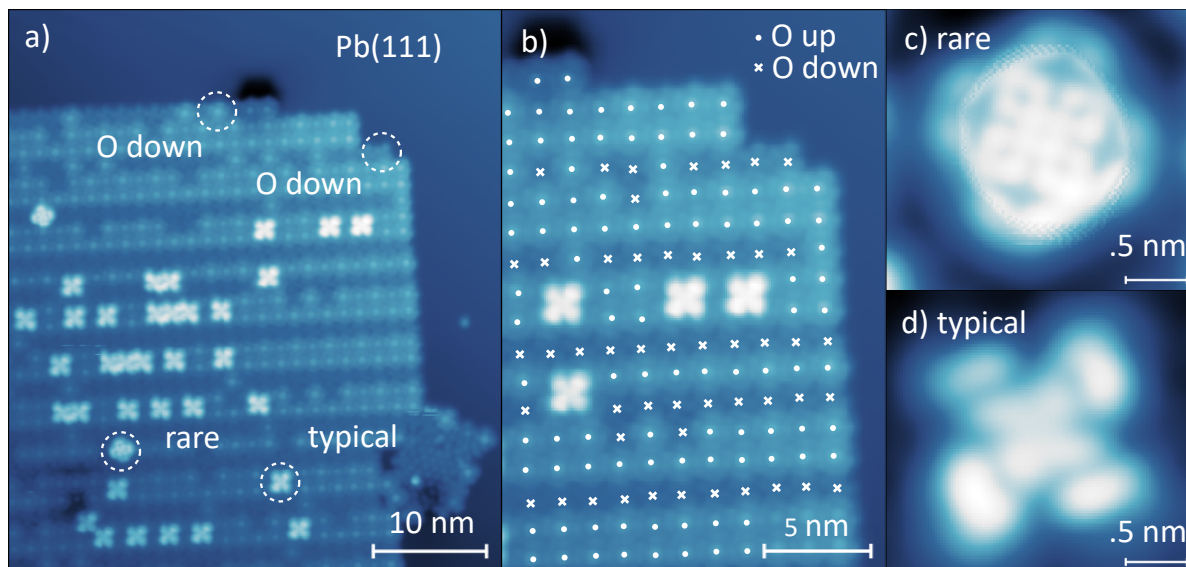 a)
Pb(111)
O down
O down
rare
typical
10 nm
b)
• O up
× O down
5 nm
c) rare
.5 nm
d) typical
.5 nm